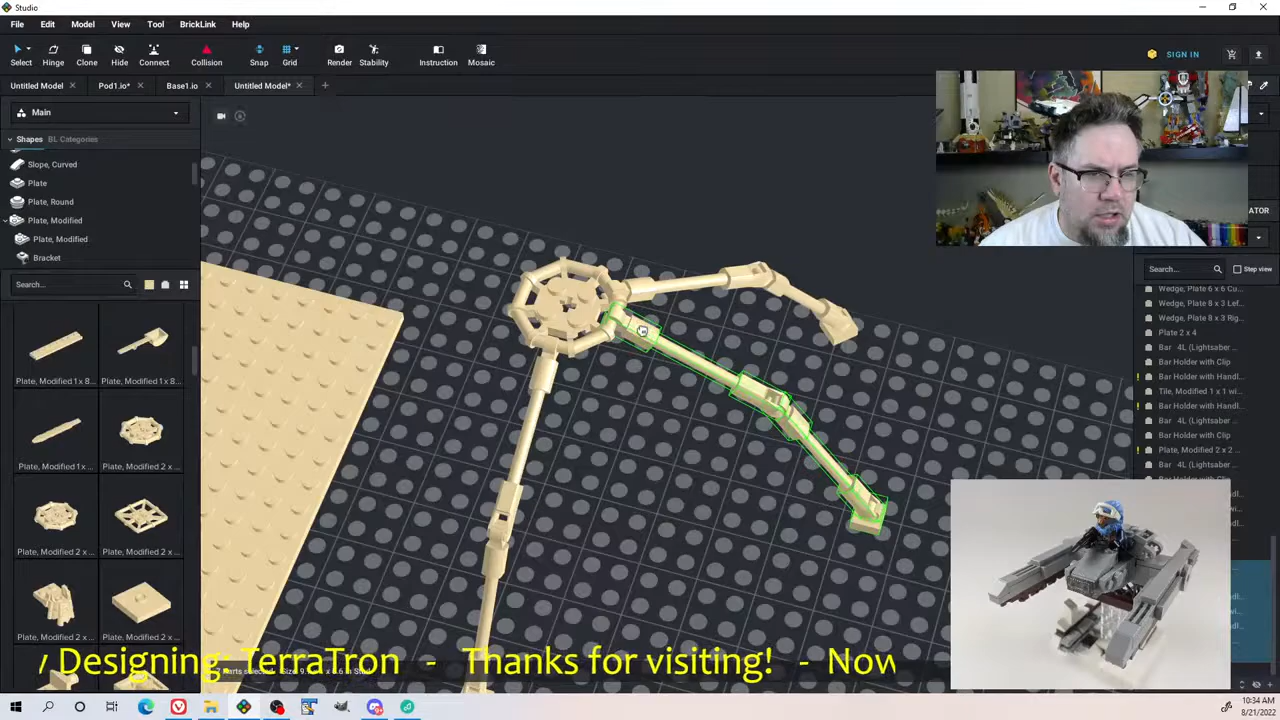 Studio
File Edit Model View Tool BrickLink Help
Select Hinge Clone Hide Connect Collision Snap Grid Render Stability Instruction Mosaic
SIGN IN
Untitled Model Pod1.io* Base1.io Untitled Model*
Main
Shapes BL Categories
Slope, Curved
Plate
Plate, Round
Plate, Modified
Plate, Modified
Bracket
Search...
Plate, Modified 1 x 8... Plate, Modified 1 x 8...
Plate, Modified 1x... Plate, Modified 2 x ...
Plate, Modified 2 x ... Plate, Modified 2 x ...
Plate, Modified 2 x ... Plate, Modified 2 x ...
ATOR
Search... Step view
Wedge, Plate 6 x 6 Cu...
Wedge, Plate 8 x 3 Lef...
Wedge, Plate 8 x 3 Rig...
Plate 2 x 4
Bar 4L (Lightsaber ...
Bar Holder with Clip
Bar Holder with Handl...
Tile, Modified 1 x 1 wi...
Bar Holder with Handl...
Bar 4L (Lightsaber ...
Bar Holder with Clip
Plate, Modified 2 x 2 ...
Bar 4L (Lightsaber ...
Designing: TerraTron - Thanks for visiting! - Now
10:34 AM
8/21/2022